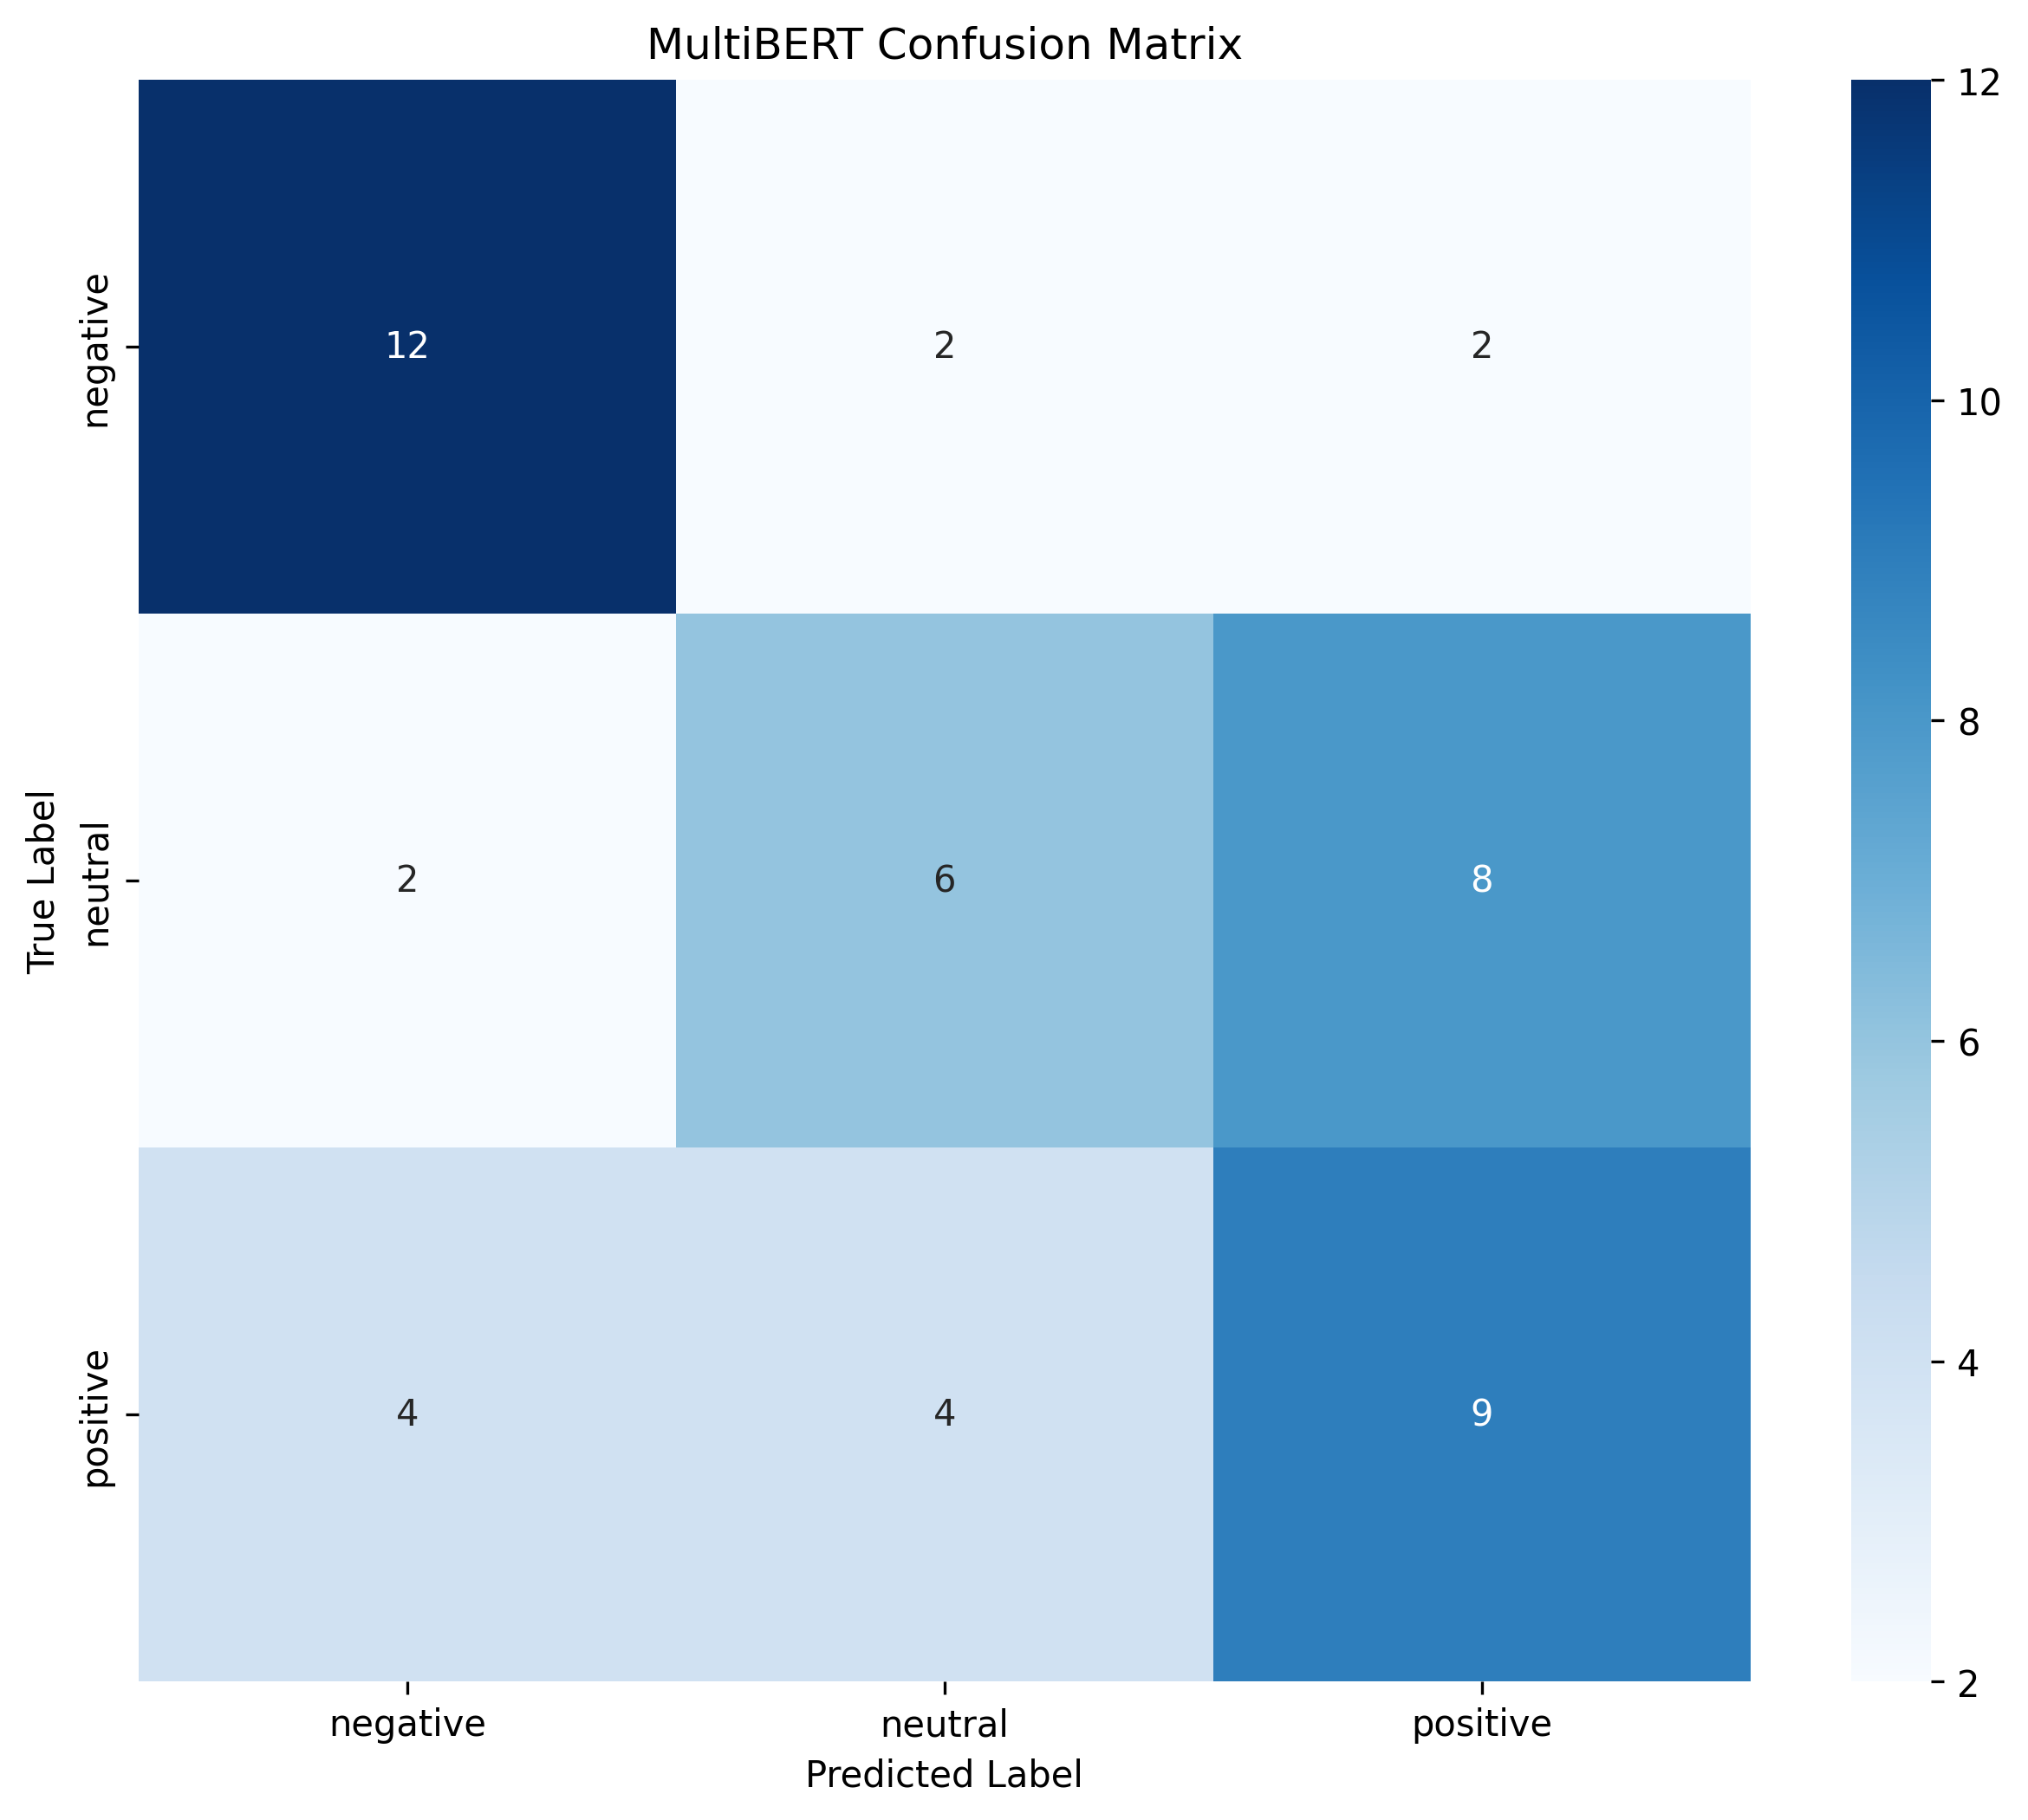 MultiBERT Confusion Matrix
True Label
negative
12 2 2
neutral
2 6 8
positive
4 4 9
negative neutral positive
Predicted Label
12
10
8
6
4
2